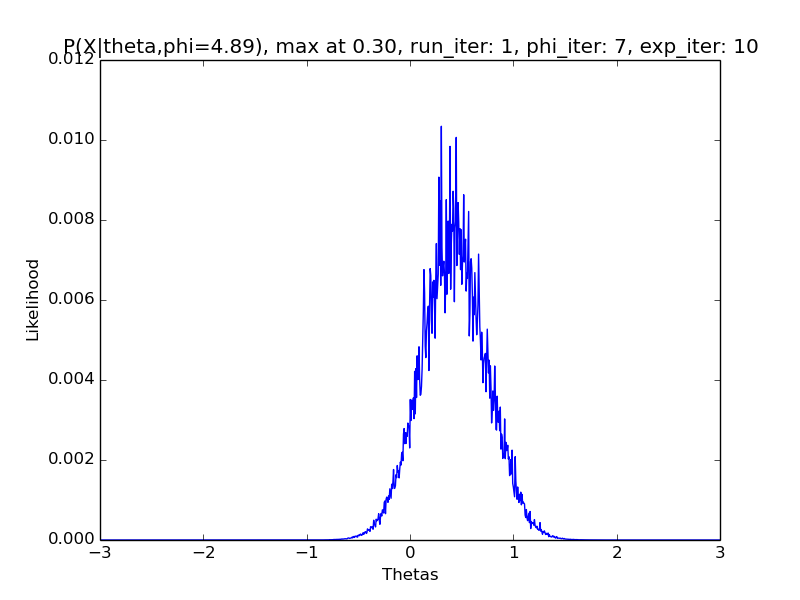 P(X|theta,phi=4.89), max at 0.30, run_iter: 1, phi_iter: 7, exp_iter: 10
0.012
0.010
0.008
0.006
0.004
0.002
0.000
Likelihood
−3 −2 −1 0 1 2 3
Thetas